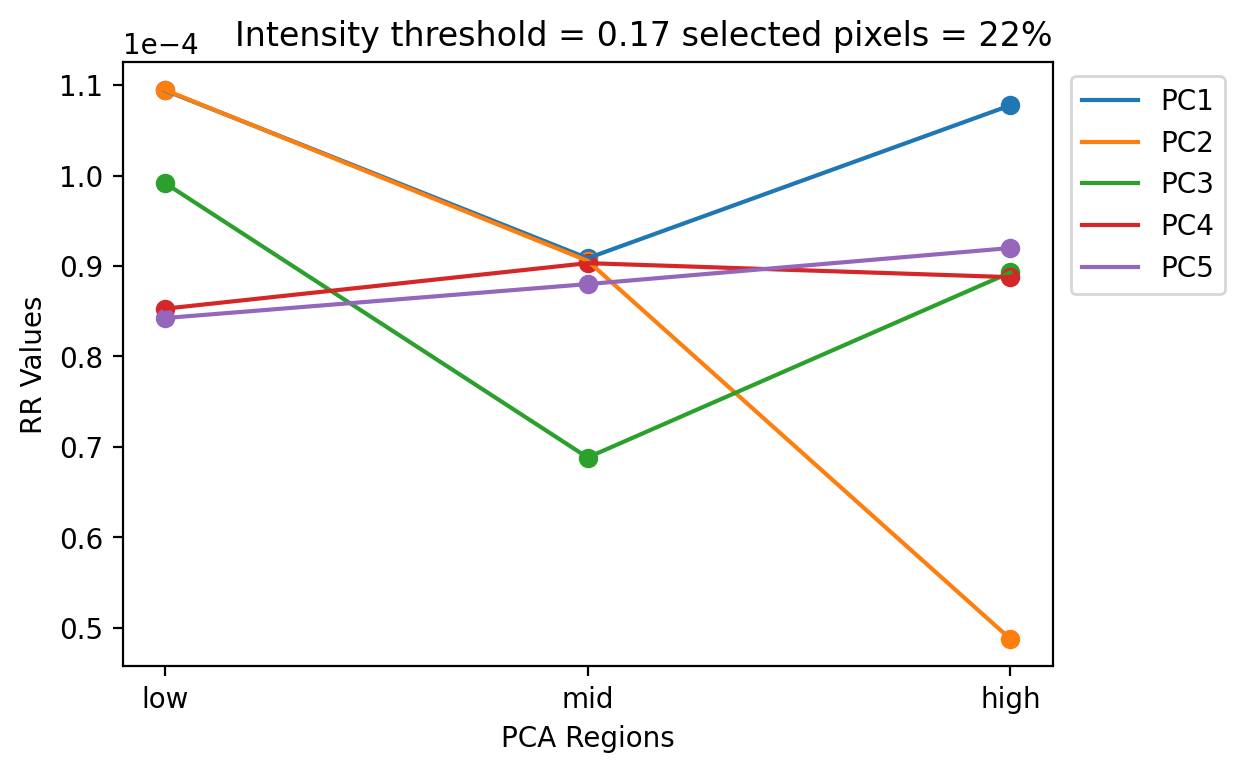 Intensity threshold = 0.17 selected pixels = 22%
1e−4
1.1
1.0
0.9
0.8
0.7
0.6
0.5
RR Values
low mid high
PCA Regions
PC1
PC2
PC3
PC4
PC5